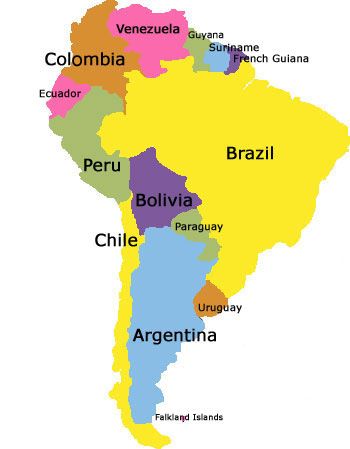 Venezuela
Guyana
Suriname
French Guiana
Colombia
Ecuador
Brazil
Peru
Bolivia
Paraguay
Chile
Uruguay
Argentina
Falkland Islands